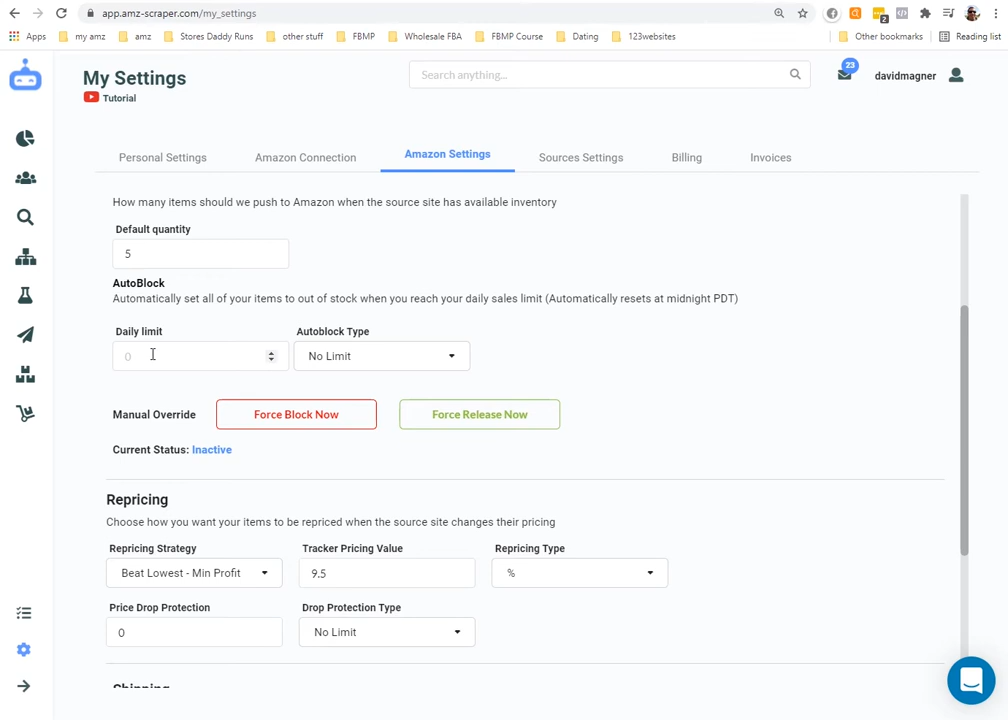 app.amz-scraper.com/my_settings
2
Apps my amz amz Stores Daddy Runs other stuff FBMP Wholesale FBA FBMP Course Dating 123websites Other bookmarks Reading list
My Settings
Tutorial
Search anything...
23
davidmagner
Personal Settings Amazon Connection Amazon Settings Sources Settings Billing Invoices
How many items should we push to Amazon when the source site has available inventory
Default quantity
5
AutoBlock
Automatically set all of your items to out of stock when you reach your daily sales limit (Automatically resets at midnight PDT)
Daily limit Autoblock Type
0 No Limit
Manual Override Force Block Now Force Release Now
Current Status: Inactive
Repricing
Choose how you want your items to be repriced when the source site changes their pricing
Repricing Strategy Tracker Pricing Value Repricing Type
Beat Lowest - Min Profit 9.5 %
Price Drop Protection Drop Protection Type
0 No Limit
Shipping